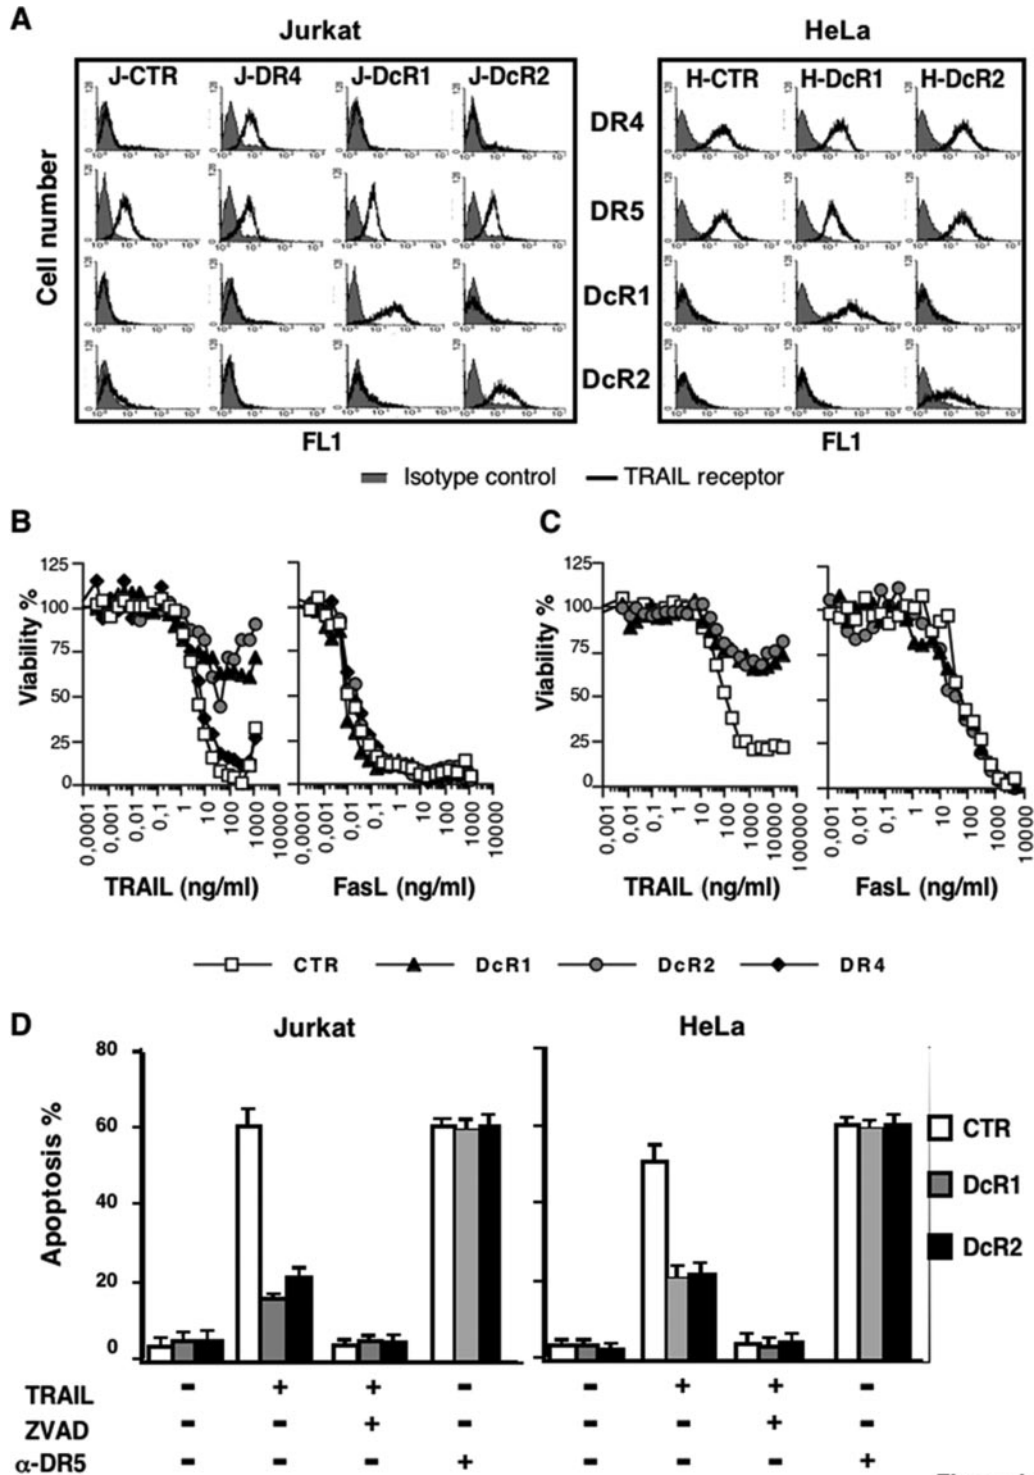 A
Jurkat
HeLa
J-CTR J-DR4 J-DcR1 J-DcR2
H-CTR H-DcR1 H-DcR2
Cell number
DR4
DR5
DcR1
DcR2
FL1
FL1
Isotype control TRAIL receptor
B
C
Viability %
125
100
75
50
25
0
0,0001 0,001 0,01 0,1 1 10 100 1000 10000
TRAIL (ng/ml)
0,0001 0,001 0,01 0,1 1 10 100 1000 10000
FasL (ng/ml)
Viability %
125
100
75
50
25
0
0,001 0,01 0,1 1 10 100 1000 10000 100000
TRAIL (ng/ml)
0,001 0,01 0,1 1 10 100 1000 10000
FasL (ng/ml)
CTR DcR1 DcR2 DR4
D
Jurkat
HeLa
Apoptosis %
80
60
40
20
0
CTR
DcR1
DcR2
TRAIL - + + - - + + -
ZVAD - - + - - - + -
α-DR5 - - - + - - - +